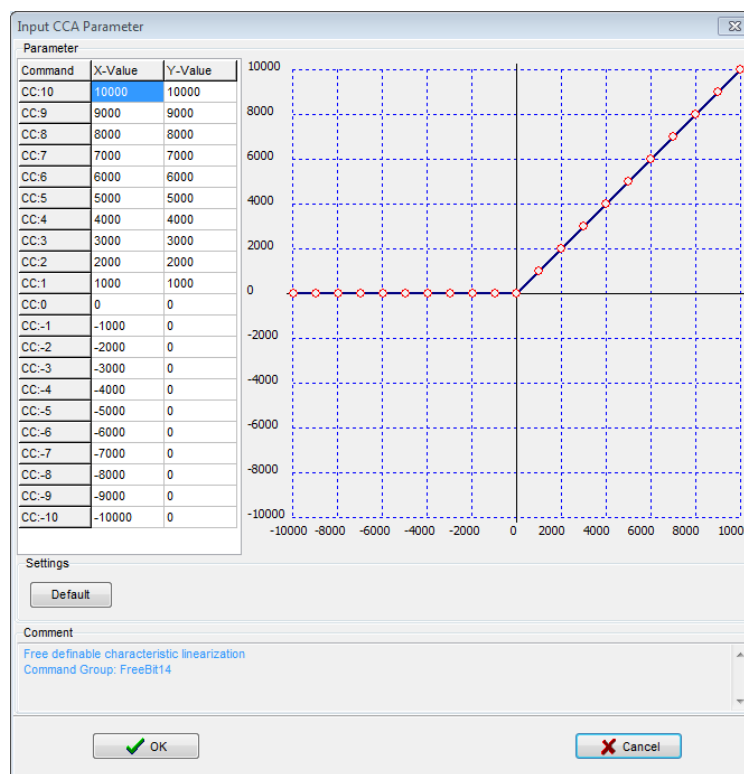 Input CCA Parameter
Parameter
Command X-Value Y-Value
CC:10 10000 10000
CC:9 9000 9000
CC:8 8000 8000
CC:7 7000 7000
CC:6 6000 6000
CC:5 5000 5000
CC:4 4000 4000
CC:3 3000 3000
CC:2 2000 2000
CC:1 1000 1000
CC:0 0 0
CC:-1 -1000 0
CC:-2 -2000 0
CC:-3 -3000 0
CC:-4 -4000 0
CC:-5 -5000 0
CC:-6 -6000 0
CC:-7 -7000 0
CC:-8 -8000 0
CC:-9 -9000 0
CC:-10 -10000 0
10000
8000
6000
4000
2000
0
-2000
-4000
-6000
-8000
-10000
-10000 -8000 -6000 -4000 -2000 0 2000 4000 6000 8000 1000
Settings
Default
Comment
Free definable characteristic linearization
Command Group: FreeBit14
OK
Cancel